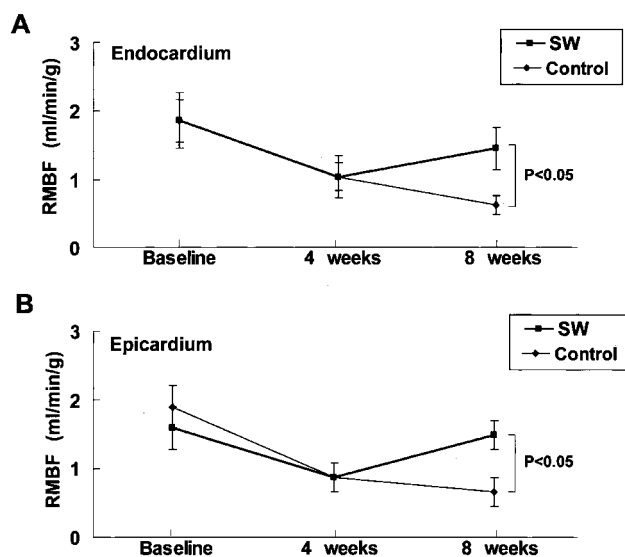 A
Endocardium
SW
Control
RMBF (ml/min/g)
3
2
1
0
P<0.05
Baseline
4 weeks
8 weeks
B
Epicardium
SW
Control
RMBF (ml/min/g)
3
2
1
0
P<0.05
Baseline
4 weeks
8 weeks